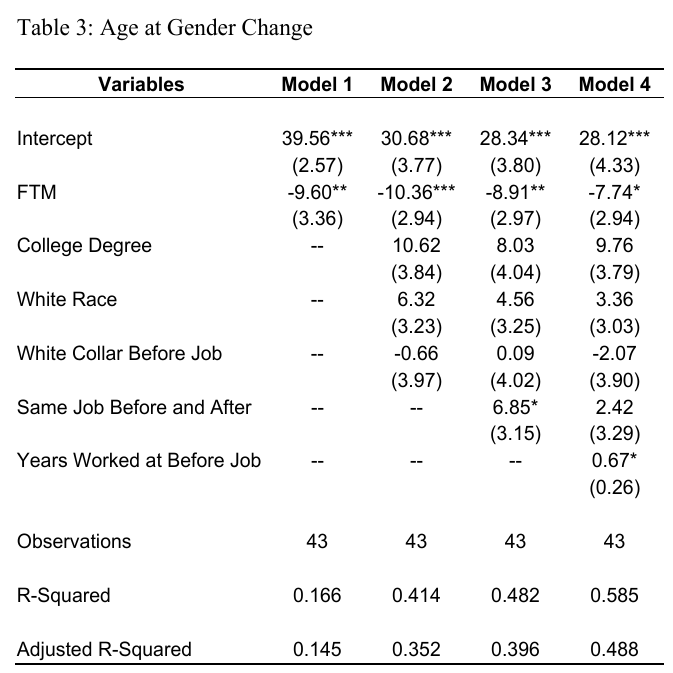 Table 3: Age at Gender Change
Variables Model 1 Model 2 Model 3 Model 4
Intercept 39.56*** 30.68*** 28.34*** 28.12***
(2.57) (3.77) (3.80) (4.33)
FTM -9.60** -10.36*** -8.91** -7.74*
(3.36) (2.94) (2.97) (2.94)
College Degree -- 10.62 8.03 9.76
(3.84) (4.04) (3.79)
White Race -- 6.32 4.56 3.36
(3.23) (3.25) (3.03)
White Collar Before Job -- -0.66 0.09 -2.07
(3.97) (4.02) (3.90)
Same Job Before and After -- -- 6.85* 2.42
(3.15) (3.29)
Years Worked at Before Job -- -- -- 0.67*
(0.26)
Observations 43 43 43 43
R-Squared 0.166 0.414 0.482 0.585
Adjusted R-Squared 0.145 0.352 0.396 0.488